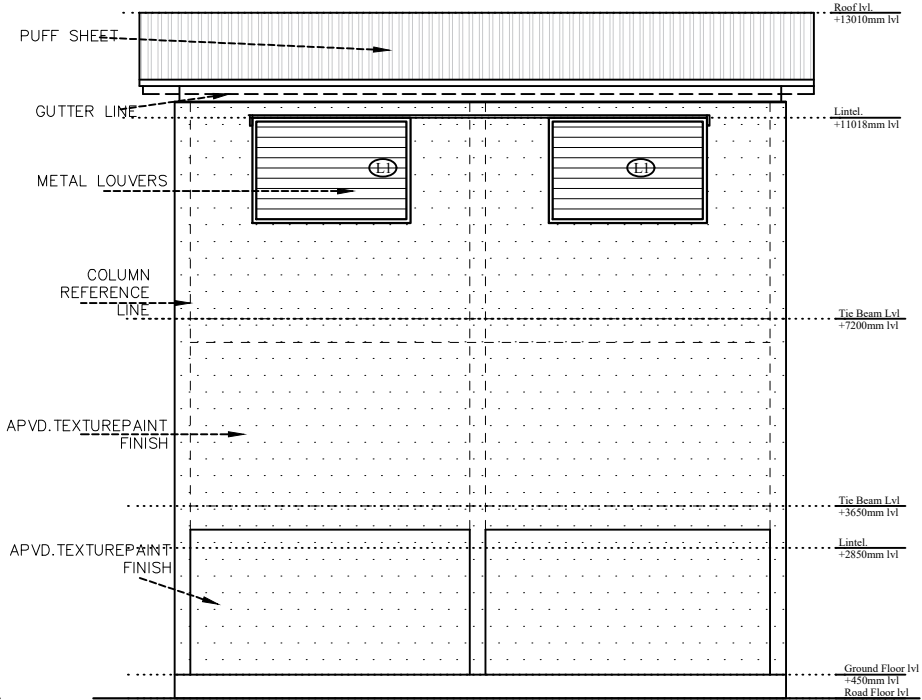 Roof lvl.
+13010mm lvl
PUFF SHEET
GUTTER LINE
Lintel.
+11018mm lvl
L1
L1
METAL LOUVERS
COLUMN
REFERENCE
LINE
Tie Beam Lvl
+7200mm lvl
APVD.TEXTUREPAINT
FINISH
Tie Beam Lvl
+3650mm lvl
Lintel.
+2850mm lvl
APVD.TEXTUREPAINT
FINISH
Ground Floor lvl
+450mm lvl
Road Floor lvl